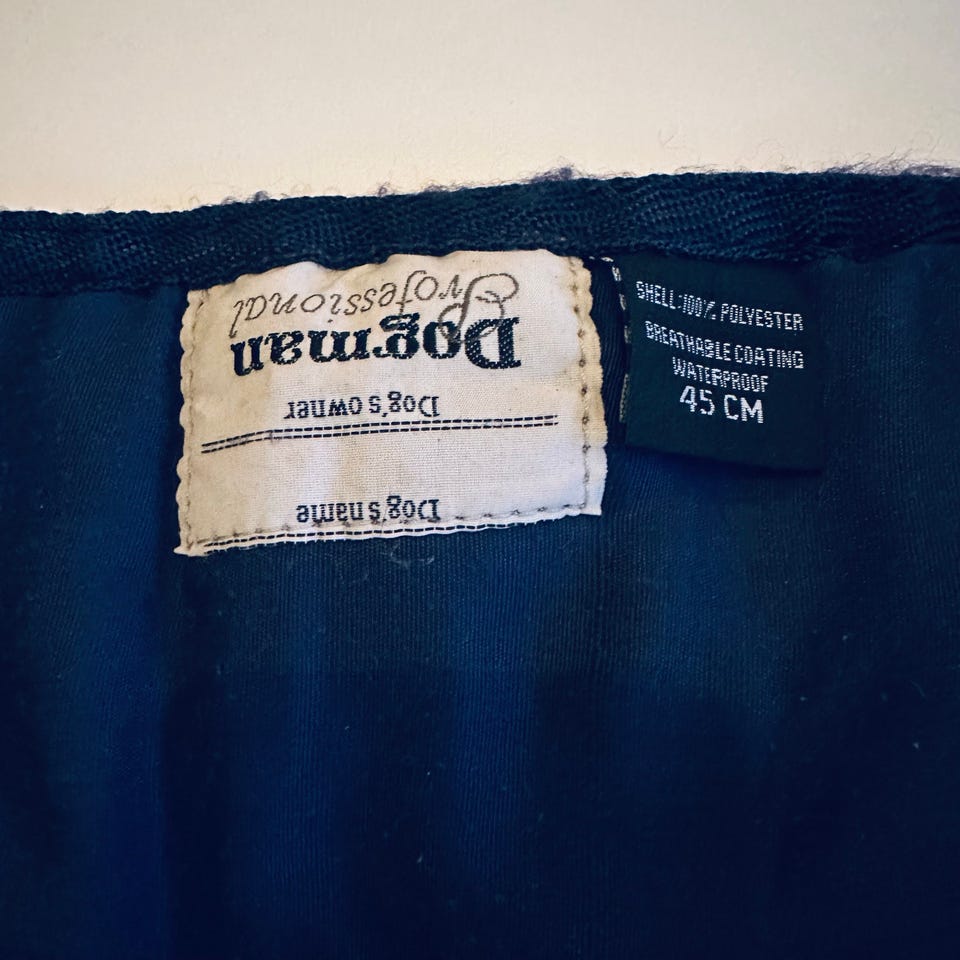 Dogman
Professional
Dog's name
Dog's owner
SHELL:100% POLYESTER
BREATHABLE COATING
WATERPROOF
45 CM